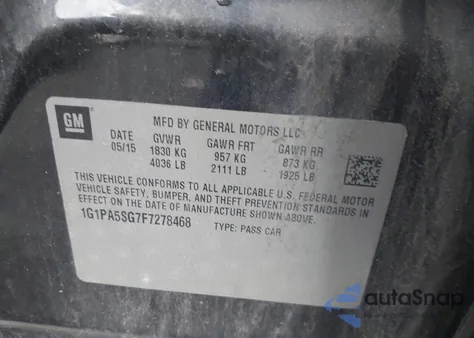 GM
MFD BY GENERAL MOTORS LLC
DATE GVWR GAWR FRT GAWR RR
05/15 1830 KG 957 KG 873 KG
4036 LB 2111 LB 1925 LB
THIS VEHICLE CONFORMS TO ALL APPLICABLE U.S. FEDERAL MOTOR
VEHICLE SAFETY, BUMPER, AND THEFT PREVENTION STANDARDS IN
EFFECT ON THE DATE OF MANUFACTURE SHOWN ABOVE.
1G1PA5SG7F7278468 TYPE: PASS CAR
autoSnap